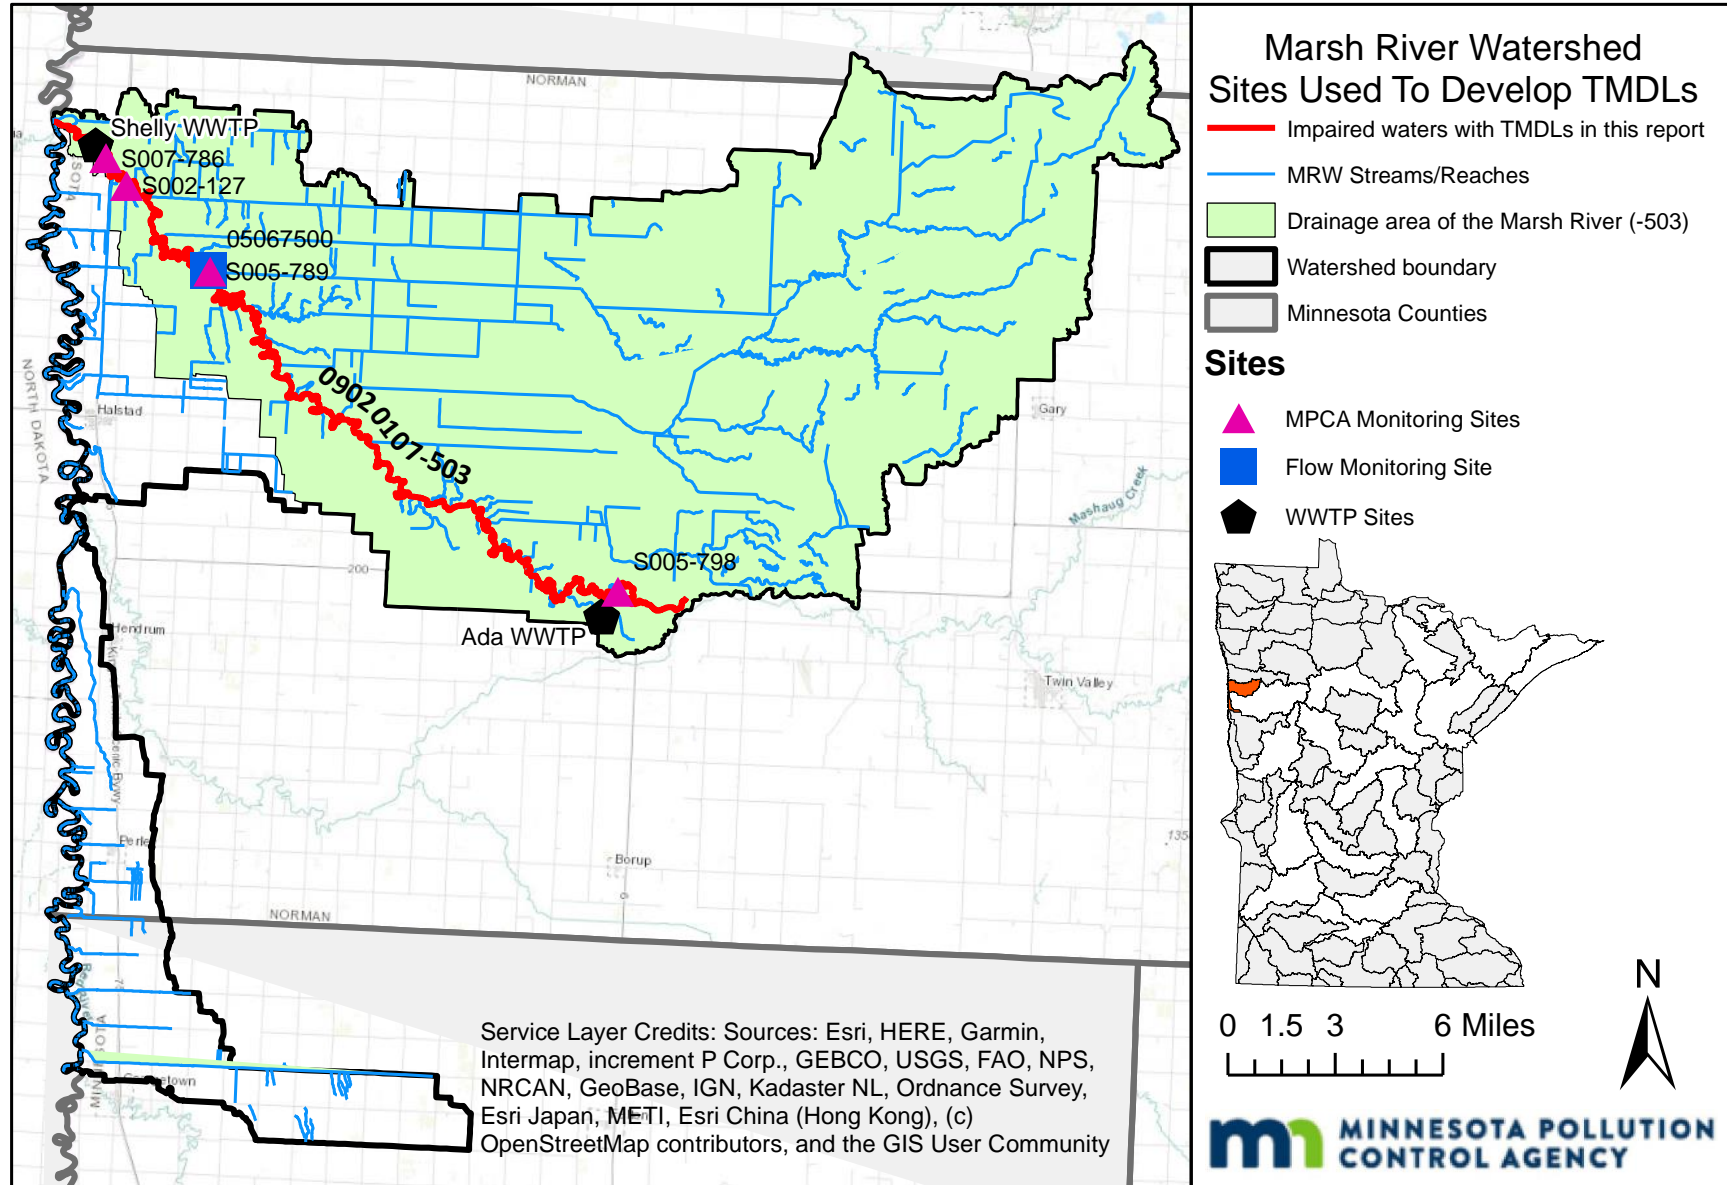 NORMAN
Shelly WWTP
S007-786
S002-127
05067500
S005-789
NORTH DAKOTA
Halstad
09020107-503
Gary
Mashaug Creek
200
S005-798
Ada WWTP
Hendrum
Twin Valley
Perley
Borup
NORMAN
Service Layer Credits: Sources: Esri, HERE, Garmin,
Intermap, increment P Corp., GEBCO, USGS, FAO, NPS,
NRCAN, GeoBase, IGN, Kadaster NL, Ordnance Survey,
Esri Japan, METI, Esri China (Hong Kong), (c)
OpenStreetMap contributors, and the GIS User Community
Marsh River Watershed
Sites Used To Develop TMDLs
Impaired waters with TMDLs in this report
MRW Streams/Reaches
Drainage area of the Marsh River (-503)
Watershed boundary
Minnesota Counties
Sites
MPCA Monitoring Sites
Flow Monitoring Site
WWTP Sites
N
0 1.5 3 6 Miles
MINNESOTA POLLUTION
CONTROL AGENCY